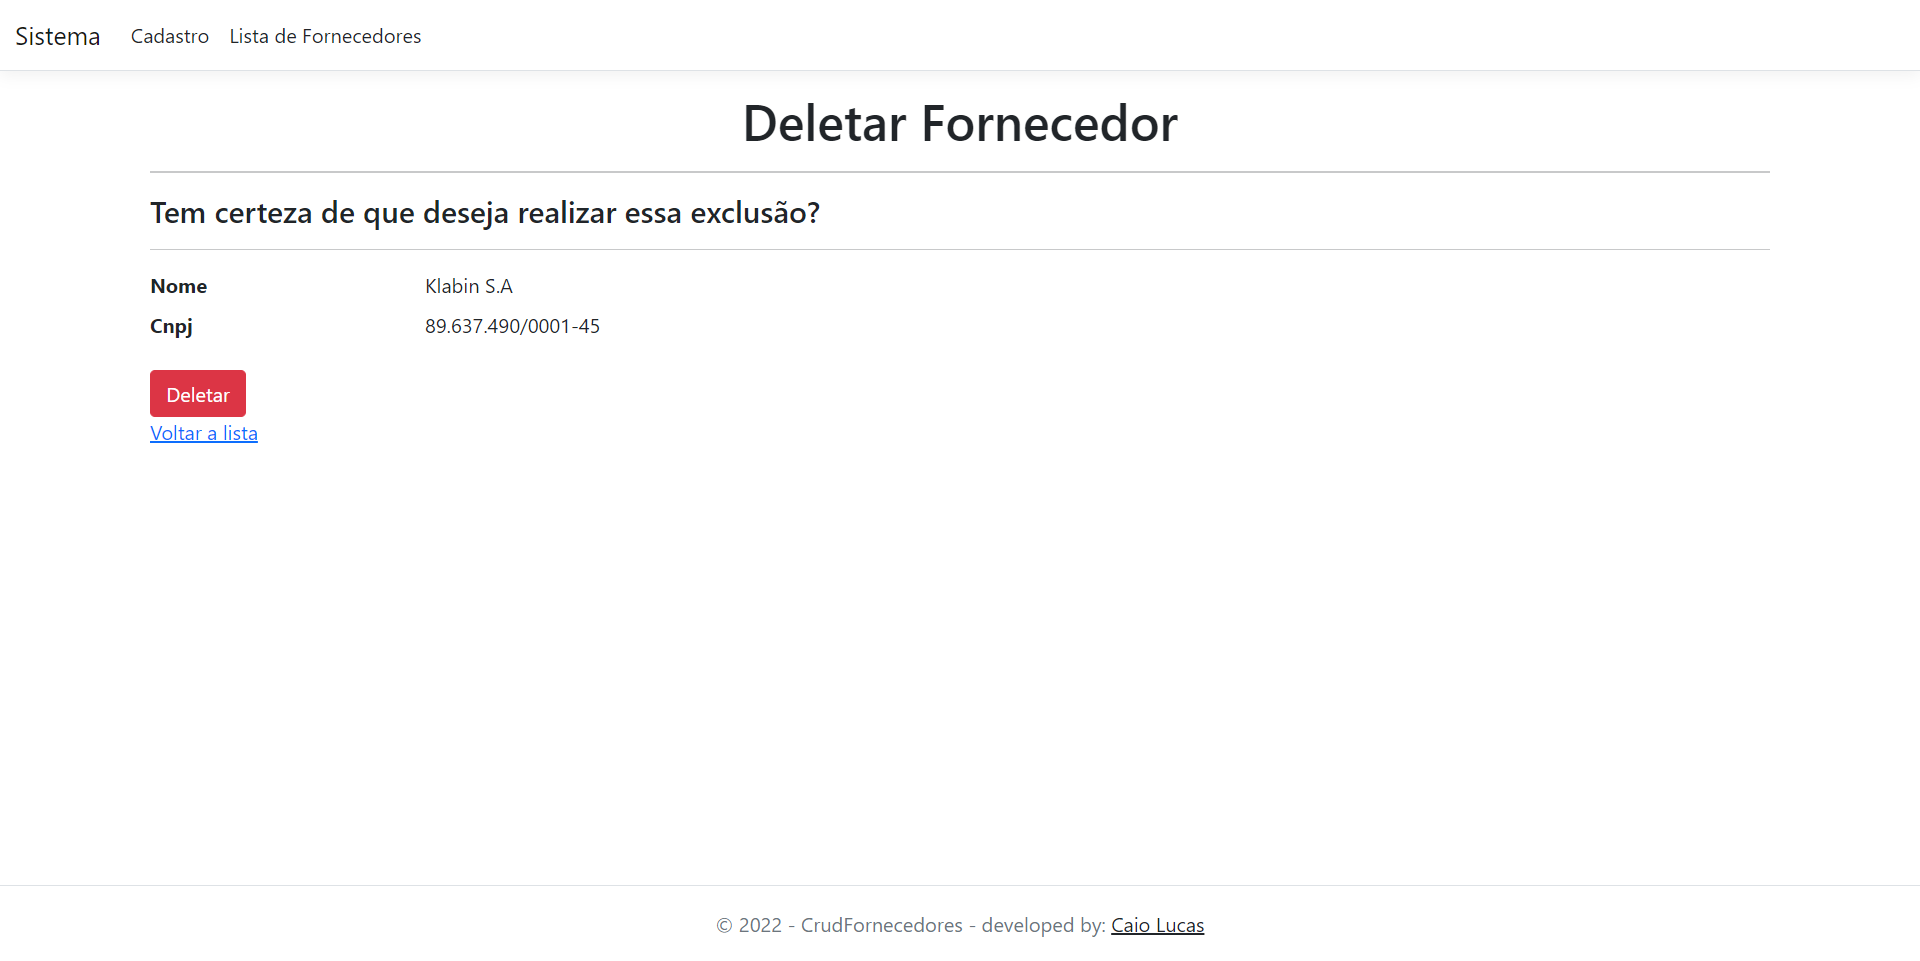 Sistema Cadastro Lista de Fornecedores
Deletar Fornecedor
Tem certeza de que deseja realizar essa exclusão?
Nome Klabin S.A
Cnpj 89.637.490/0001-45
Deletar
Voltar a lista
© 2022 - CrudFornecedores - developed by: Caio Lucas